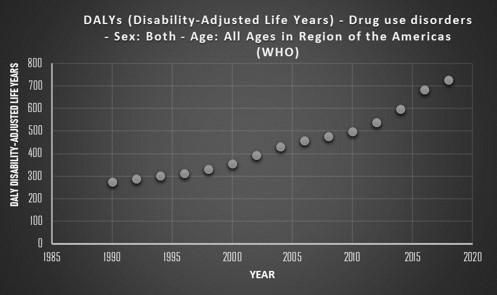 DALYs (Disability-Adjusted Life Years) - Drug use disorders
- Sex: Both - Age: All Ages in Region of the Americas
(WHO)
DALY DISABILITY-ADJUSTED LIFE YEARS
800
700
600
500
400
300
200
100
0
1985 1990 1995 2000 2005 2010 2015 2020
YEAR